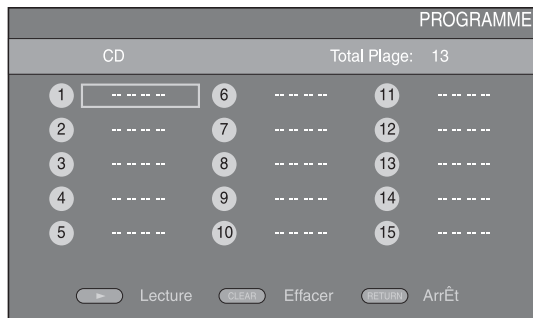 PROGRAMME
CD Total Plage: 13
1 -- -- -- -- 6 -- -- -- -- 11 -- -- -- --
2 -- -- -- -- 7 -- -- -- -- 12 -- -- -- --
3 -- -- -- -- 8 -- -- -- -- 13 -- -- -- --
4 -- -- -- -- 9 -- -- -- -- 14 -- -- -- --
5 -- -- -- -- 10 -- -- -- -- 15 -- -- -- --
Lecture CLEAR Effacer RETURN ArrÊt